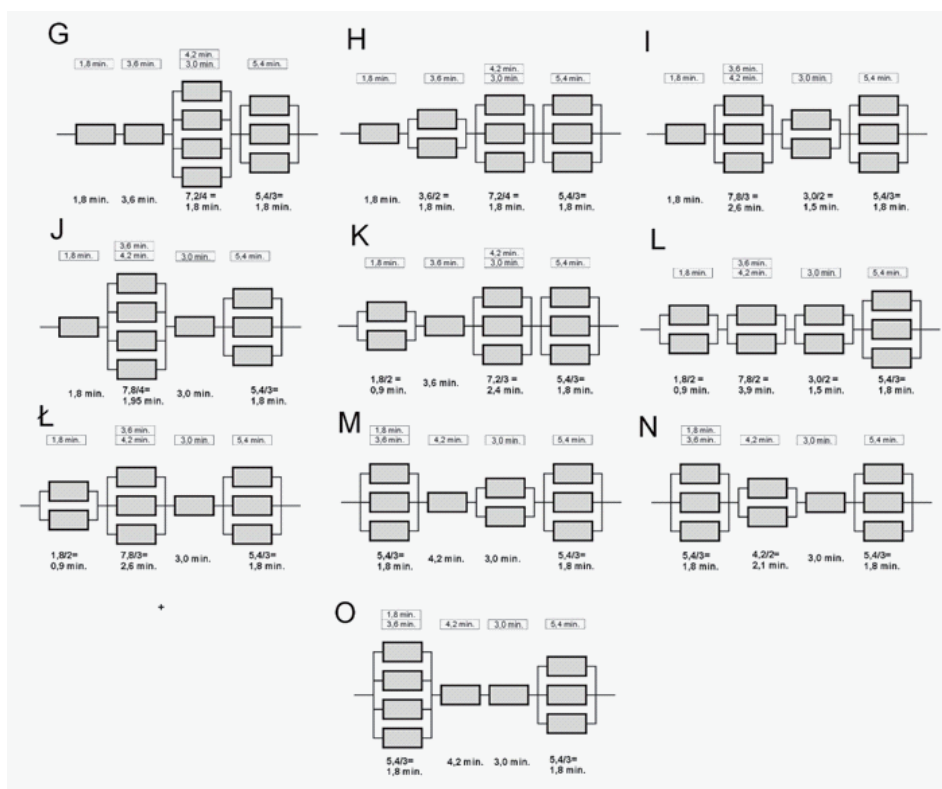 G
4,2 min.
1,8 min. 3,6 min. 3,0 min. 5,4 min.
1,8 min. 3,6 min. 7,2/4 = 5,4/3=
1,8 min. 1,8 min.
H
4,2 min.
1,8 min. 3,6 min. 3,0 min. 5,4 min.
1,8 min. 3,6/2 = 7,2/4 = 5,4/3=
1,8 min. 1,8 min. 1,8 min.
I
3,6 min.
1,8 min. 4,2 min. 3,0 min. 5,4 min.
1,8 min. 7,8/3 = 3,0/2 = 5,4/3=
2,6 min. 1,5 min. 1,8 min.
J
3,6 min.
1,8 min. 4,2 min. 3,0 min. 5,4 min.
1,8 min. 7,8/4= 3,0 min. 5,4/3=
1,95 min. 1,8 min.
K
4,2 min.
1,8 min. 3,6 min. 3,0 min. 5,4 min.
1,8/2 = 3,6 min. 7,2/3 = 5,4/3=
0,9 min. 2,4 min. 1,8 min.
L
3,6 min.
1,8 min. 4,2 min. 3,0 min. 5,4 min.
1,8/2 = 7,8/2 = 3,0/2 = 5,4/3=
0,9 min. 3,9 min. 1,5 min. 1,8 min.
Ł
3,6 min.
1,8 min. 4,2 min. 3,0 min. 5,4 min.
1,8/2= 7,8/3= 3,0 min. 5,4/3=
0,9 min. 2,6 min. 1,8 min.
M
1,8 min.
3,6 min. 4,2 min. 3,0 min. 5,4 min.
5,4/3= 4,2 min. 3,0 min. 5,4/3=
1,8 min. 1,8 min.
N
1,8 min.
3,6 min. 4,2 min. 3,0 min. 5,4 min.
5,4/3= 4,2/2= 3,0 min. 5,4/3=
1,8 min. 2,1 min. 1,8 min.
+
O
1,8 min.
3,6 min. 4,2 min. 3,0 min. 5,4 min.
5,4/3= 4,2 min. 3,0 min. 5,4/3=
1,8 min. 1,8 min.